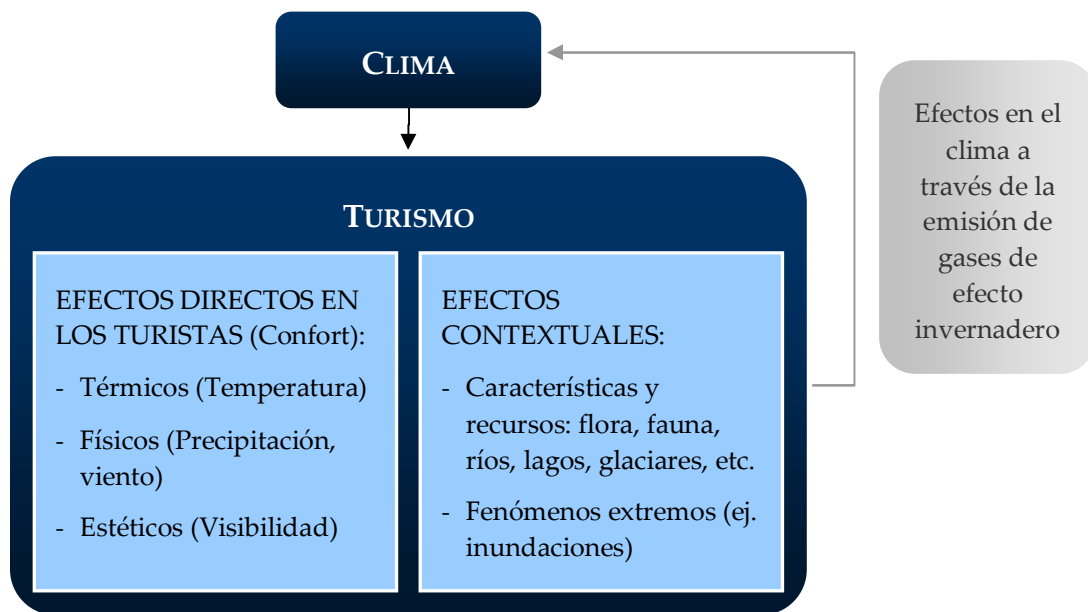 CLIMA
TURISMO
EFECTOS DIRECTOS EN
LOS TURISTAS (Confort):
- Térmicos (Temperatura)
- Físicos (Precipitación,
viento)
- Estéticos (Visibilidad)
EFECTOS
CONTEXTUALES:
- Características y
recursos: flora, fauna,
ríos, lagos, glaciares, etc.
- Fenómenos extremos (ej.
inundaciones)
Efectos en el
clima a
través de la
emisión de
gases de
efecto
invernadero